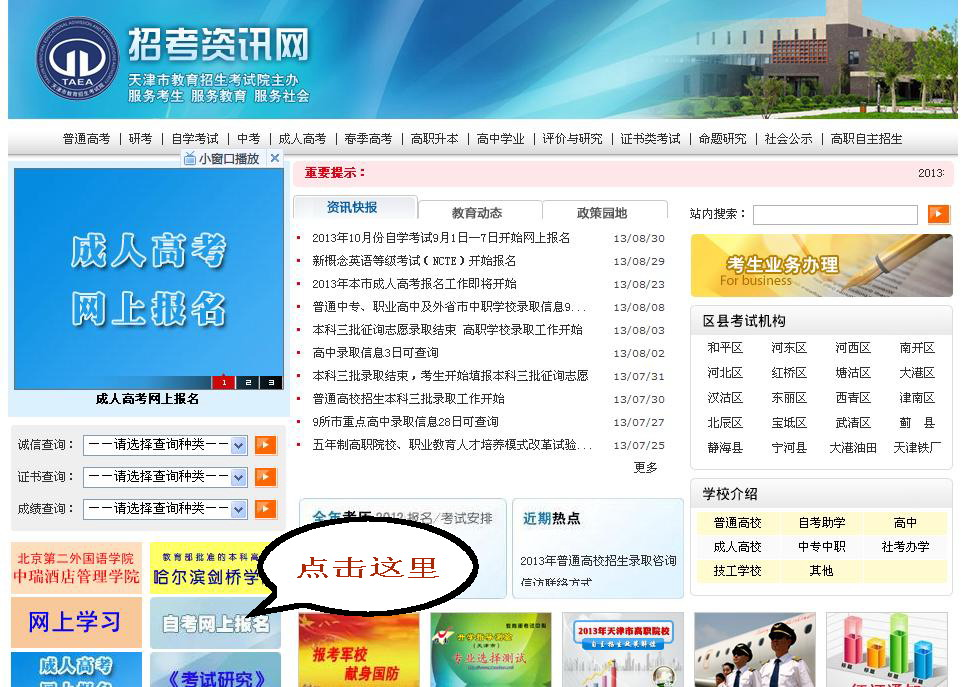 招考资讯网
天津市教育招生考试院主办
服务考生 服务教育 服务社会
TAEA
普通高考 | 研考 | 自学考试 | 中考 | 成人高考 | 春季高考 | 高职升本 | 高中学业 | 评价与研究 | 证书类考试 | 命题研究 | 社会公示 | 高职自主招生
小窗口播放
重要提示：
2013
成人高考
网上报名
1 2 3
成人高考网上报名
诚信查询： ——请选择查询种类——
证书查询： ——请选择查询种类——
成绩查询： ——请选择查询种类——
资讯快报 教育动态 政策园地
2013年10月份自学考试9月1日—7日开始网上报名 13/08/30
新概念英语等级考试（NCTE）开始报名 13/08/29
2013年本市成人高考报名工作即将开始 13/08/23
普通中专、职业高中及外省市中职学校录取信息9... 13/08/08
本科三批征询志愿录取结束 高职学校录取工作开始 13/08/03
高中录取信息3日可查询 13/08/02
本科三批录取结束，考生开始填报本科三批征询志愿 13/07/31
普通高校招生本科三批录取工作开始 13/07/30
9所市重点高中录取信息28日可查询 13/07/27
五年制高职院校、职业教育人才培养模式改革试验... 13/07/25
更多
站内搜索：
考生业务办理
For business
区县考试机构
和平区 河东区 河西区 南开区
河北区 红桥区 塘沽区 大港区
汉沽区 东丽区 西青区 津南区
北辰区 宝坻区 武清区 蓟 县
静海县 宁河县 大港油田 天津铁厂
学校介绍
普通高校 自考助学 高中
成人高校 中专中职 社考办学
技工学校 其他
全年考历 2013 报名/考试安排
近期热点
2013年普通高校招生录取咨询
信访联络方式
点击这里
北京第二外国语学院
中瑞酒店管理学院
教育部批准的本科高
哈尔滨剑桥学
网上学习
自考网上报名
成人高考
网上报名
《考试研究》
报考军校
献身国防
升学指导测验
（天津市）
专业选择测试
2013年天津市高职院校
自主招生政策解读